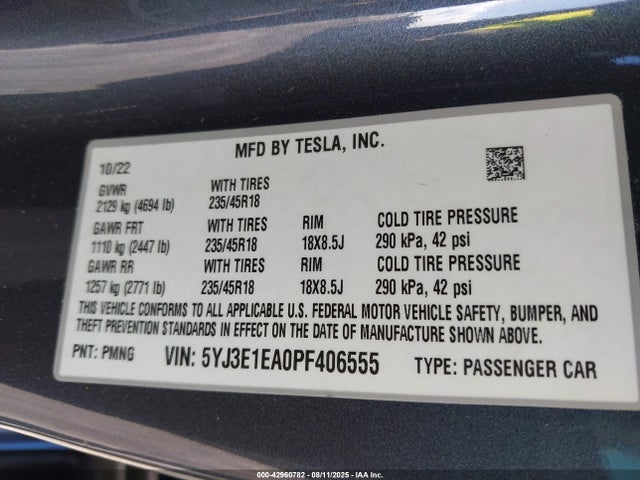 MFD BY TESLA, INC.
10/22
GVWR WITH TIRES
2129 kg (4694 lb) 235/45R18
GAWR FRT WITH TIRES RIM COLD TIRE PRESSURE
1110 kg (2447 lb) 235/45R18 18X8.5J 290 kPa, 42 psi
GAWR RR WITH TIRES RIM COLD TIRE PRESSURE
1257 kg (2771 lb) 235/45R18 18X8.5J 290 kPa, 42 psi
THIS VEHICLE CONFORMS TO ALL APPLICABLE U.S. FEDERAL MOTOR VEHICLE SAFETY, BUMPER, AND
THEFT PREVENTION STANDARDS IN EFFECT ON THE DATE OF MANUFACTURE SHOWN ABOVE.
PNT: PMNG VIN: 5YJ3E1EA0PF406555 TYPE: PASSENGER CAR
000-42960782 - 08/11/2025 - IAA Inc.